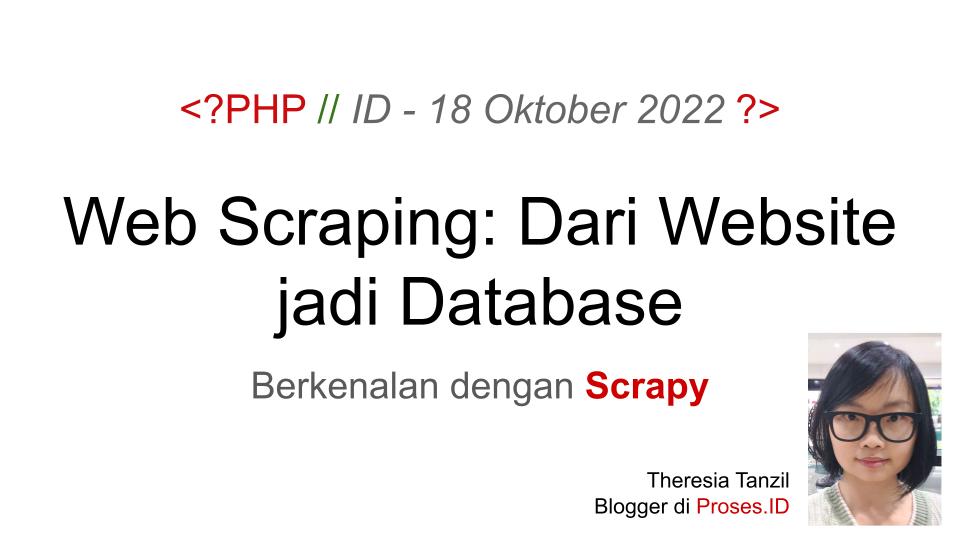 <?PHP // ID - 18 Oktober 2022 ?>
Web Scraping: Dari Website
jadi Database
Berkenalan dengan Scrapy
Theresia Tanzil
Blogger di Proses.ID